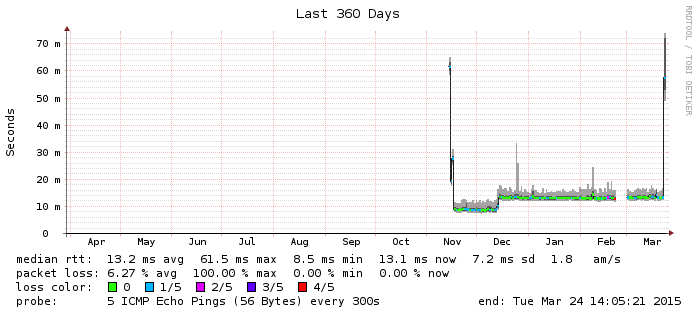 Last 360 Days
RRDTOOL / TOBI OETIKER
Seconds
70 m
60 m
50 m
40 m
30 m
20 m
10 m
0
Apr May Jun Jul Aug Sep Oct Nov Dec Jan Feb Mar
median rtt: 13.2 ms avg 61.5 ms max 8.5 ms min 13.1 ms now 7.2 ms sd 1.8 am/s
packet loss: 6.27 % avg 100.00 % max 0.00 % min 0.00 % now
loss color: 0 1/5 2/5 3/5 4/5
probe: 5 ICMP Echo Pings (56 Bytes) every 300s end: Tue Mar 24 14:05:21 2015